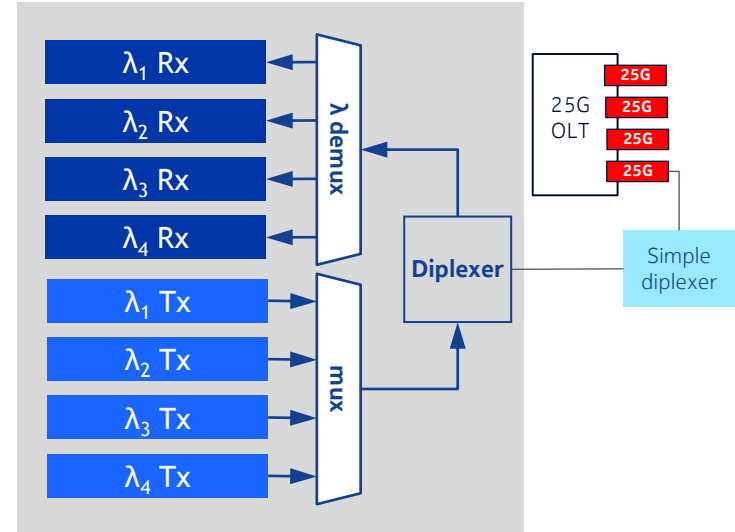 λ₁ Rx
λ₂ Rx
λ₃ Rx
λ₄ Rx
λ demux
λ₁ Tx
λ₂ Tx
λ₃ Tx
λ₄ Tx
mux
Diplexer
25G
OLT
25G
25G
25G
25G
Simple
diplexer